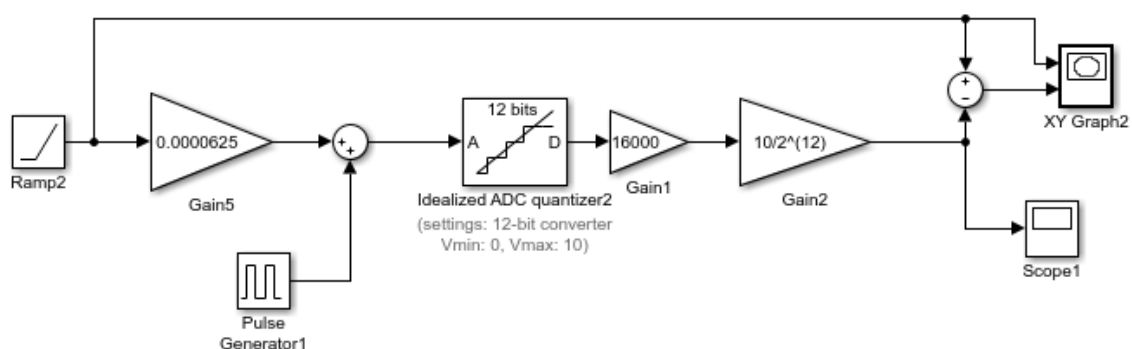 Ramp2
0.0000625
Gain5
+
+
Pulse
Generator1
12 bits
A
D
Idealized ADC quantizer2
(settings: 12-bit converter
Vmin: 0, Vmax: 10)
16000
Gain1
10/2^(12)
Gain2
+
−
XY Graph2
Scope1